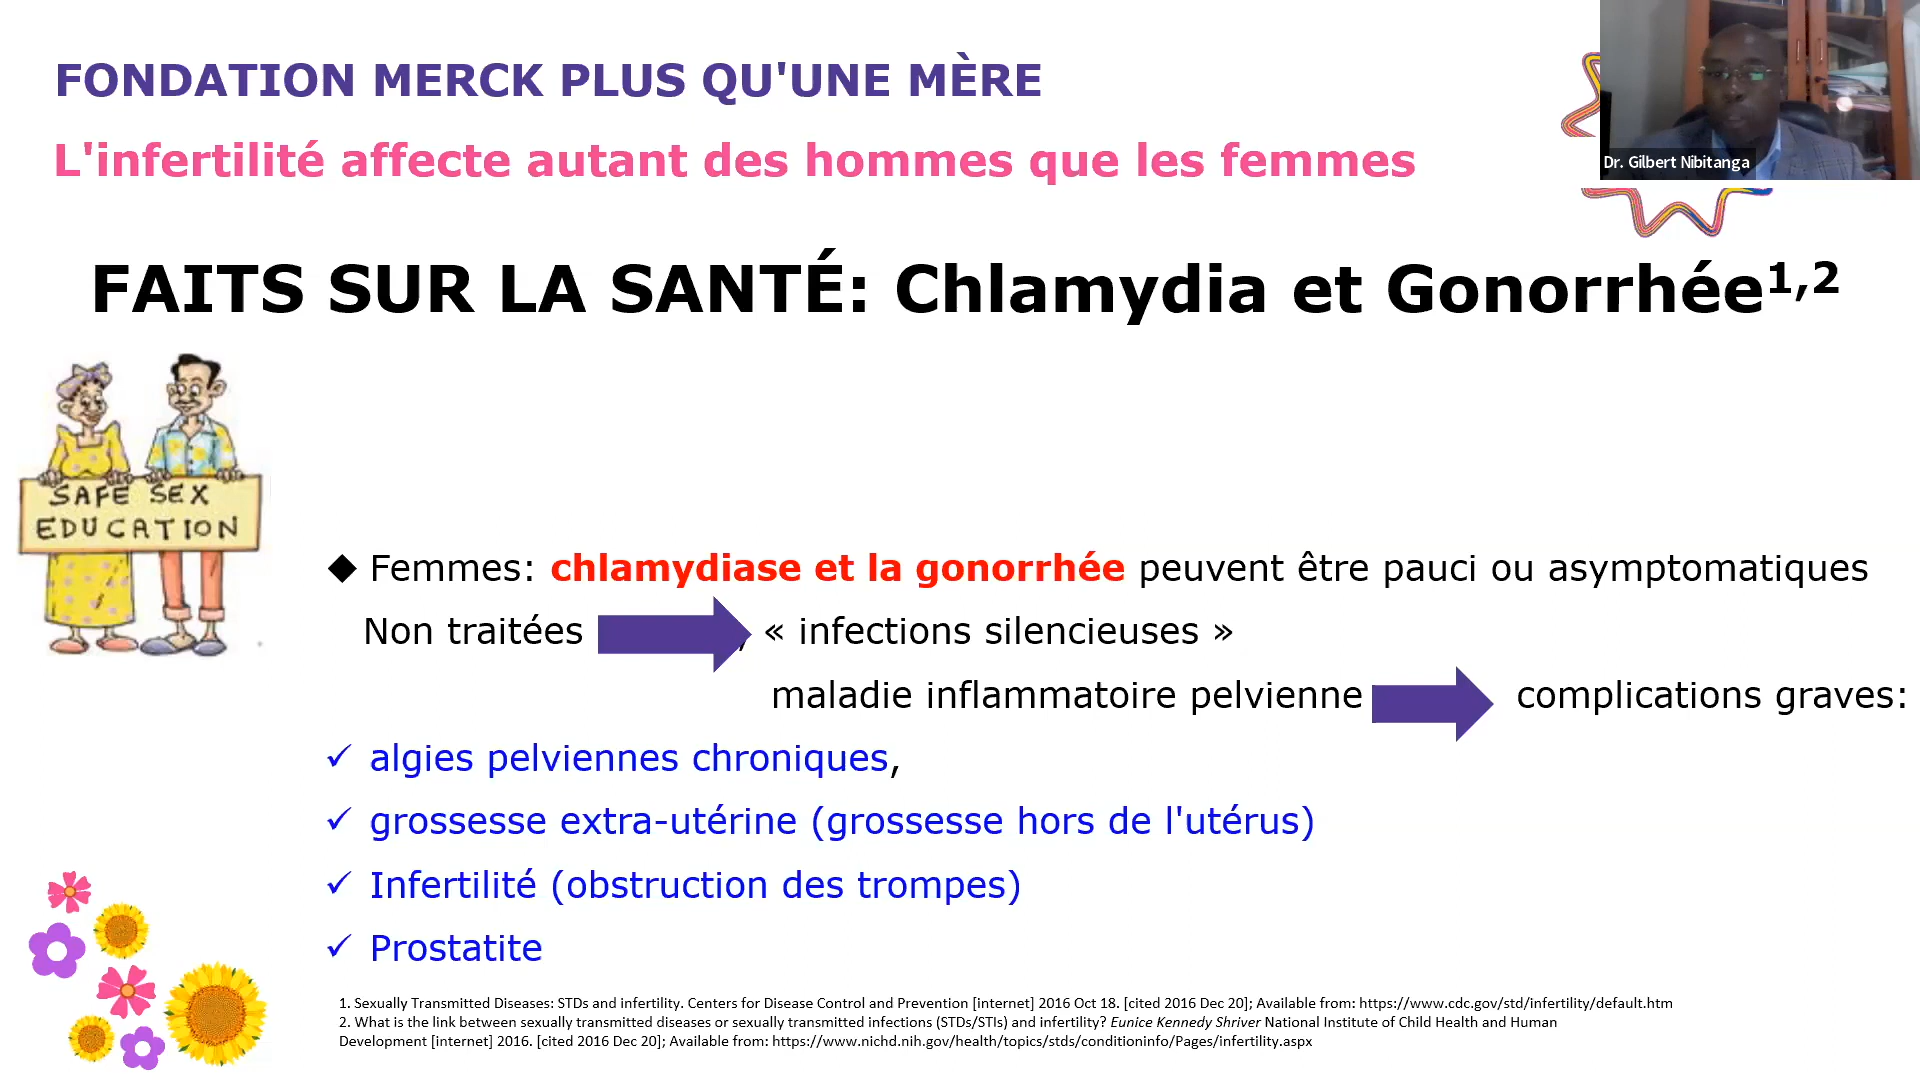 FONDATION MERCK PLUS QU'UNE MÈRE
L'infertilité affecte autant des hommes que les femmes
Dr. Gilbert Nibitanga
FAITS SUR LA SANTÉ: Chlamydia et Gonorrhée1,2
SAFE SEX
EDUCATION
◆ Femmes: chlamydiase et la gonorrhée peuvent être pauci ou asymptomatiques
Non traitées , « infections silencieuses »
maladie inflammatoire pelvienne complications graves:
✓ algies pelviennes chroniques,
✓ grossesse extra-utérine (grossesse hors de l'utérus)
✓ Infertilité (obstruction des trompes)
✓ Prostatite
1. Sexually Transmitted Diseases: STDs and infertility. Centers for Disease Control and Prevention [internet] 2016 Oct 18. [cited 2016 Dec 20]; Available from: https://www.cdc.gov/std/infertility/default.htm
2. What is the link between sexually transmitted diseases or sexually transmitted infections (STDs/STIs) and infertility? Eunice Kennedy Shriver National Institute of Child Health and Human
Development [internet] 2016. [cited 2016 Dec 20]; Available from: https://www.nichd.nih.gov/health/topics/stds/conditioninfo/Pages/infertility.aspx